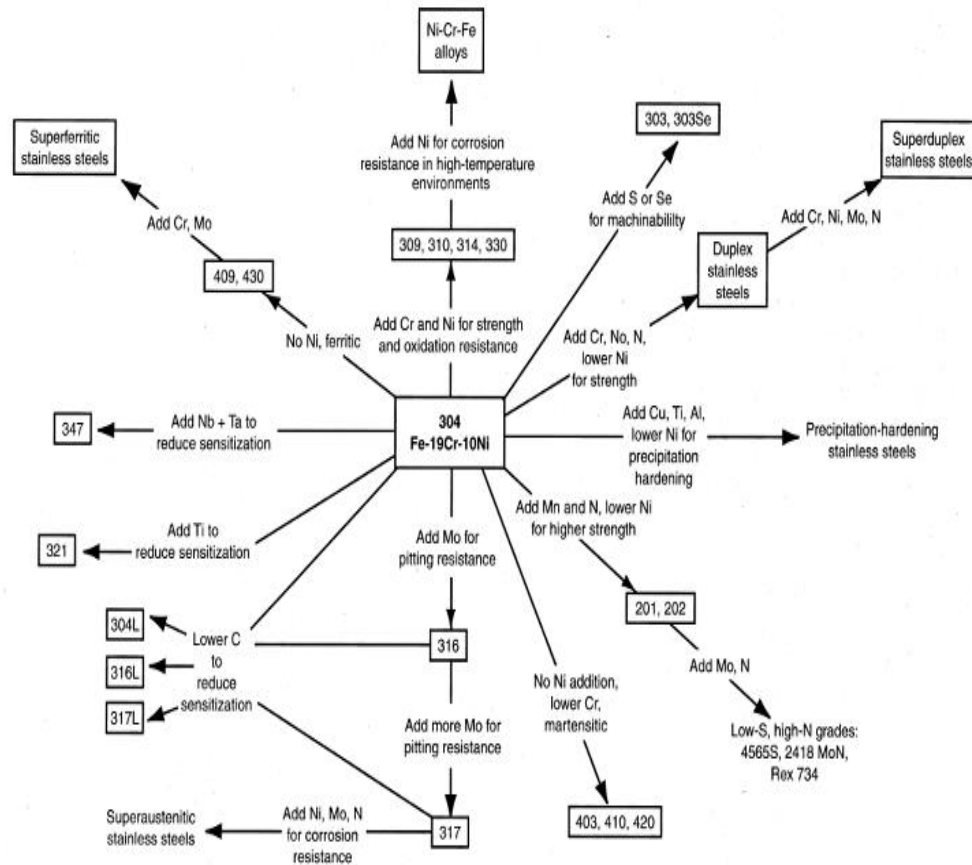 Ni-Cr-Fe
alloys
303, 303Se
Superferritic
stainless steels
Superduplex
stainless steels
Add Ni for corrosion
resistance in high-temperature
environments
Add S or Se
for machinabilty
Add Cr, Mo
Add Cr, Ni, Mo, N
309, 310, 314, 330
Duplex
stainless
steels
409, 430
Add Cr and Ni for strength
and oxidation resistance
No Ni, ferritic
Add Cr, No, N,
lower Ni
for strength
304
Fe-19Cr-10Ni
347
Add Nb + Ta to
reduce sensitization
Add Cu, Ti, Al,
lower Ni for
precipitation
hardening
Precipitation-hardening
stainless steels
Add Mn and N, lower Ni
for higher strength
321
Add Ti to
reduce sensitization
Add Mo for
pitting resistance
201, 202
304L
316L
317L
Lower C
to
reduce
sensitization
316
Add Mo, N
No Ni addition,
lower Cr,
martensitic
Low-S, high-N grades:
4565S, 2418 MoN,
Rex 734
Add more Mo for
pitting resistance
Superaustenitic
stainless steels
Add Ni, Mo, N
for corrosion
resistance
317
403, 410, 420